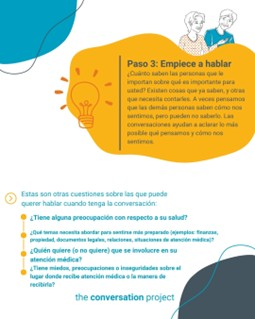 Paso 3: Empiece a hablar
¿Cuánto saben las personas que le
importan sobre qué es importante para
usted? Existen cosas que ya saben, y otras
que necesita contarles. A veces pensamos
que las demás personas saben cómo nos
sentimos, pero pueden no saberlo. Las
conversaciones ayudan a aclarar lo más
posible qué pensamos y cómo nos
sentimos.
Estas son otras cuestiones sobre las que puede
querer hablar cuando tenga la conversación:
¿Tiene alguna preocupación con respecto a su salud?
¿Qué temas necesita abordar para sentirse más preparado (ejemplos: finanzas,
propiedad, documentos legales, relaciones, situaciones de atención médica)?
¿Quién quiere (o no quiere) que se involucre en su
atención médica?
¿Tiene miedos, preocupaciones o inseguridades sobre el
lugar donde recibe atención médica o la manera de
recibirla?
the conversation project